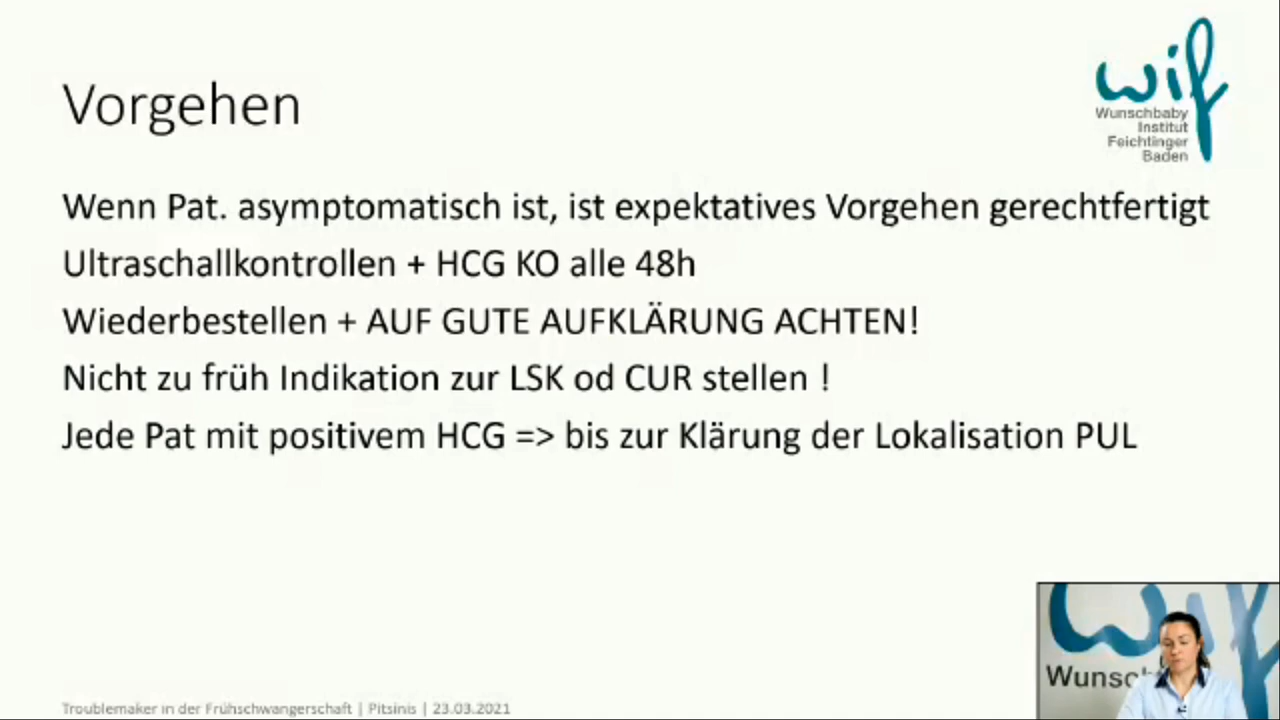 Vorgehen
wif
Wunschbaby
Institut
Feichtinger
Baden
Wenn Pat. asymptomatisch ist, ist expektatives Vorgehen gerechtfertigt
Ultraschallkontrollen + HCG KO alle 48h
Wiederbestellen + AUF GUTE AUFKLÄRUNG ACHTEN!
Nicht zu früh Indikation zur LSK od CUR stellen !
Jede Pat mit positivem HCG => bis zur Klärung der Lokalisation PUL
wif
Wunsc
Troublemaker in der Frühschwangerschaft | Pitsinis | 23.03.2021